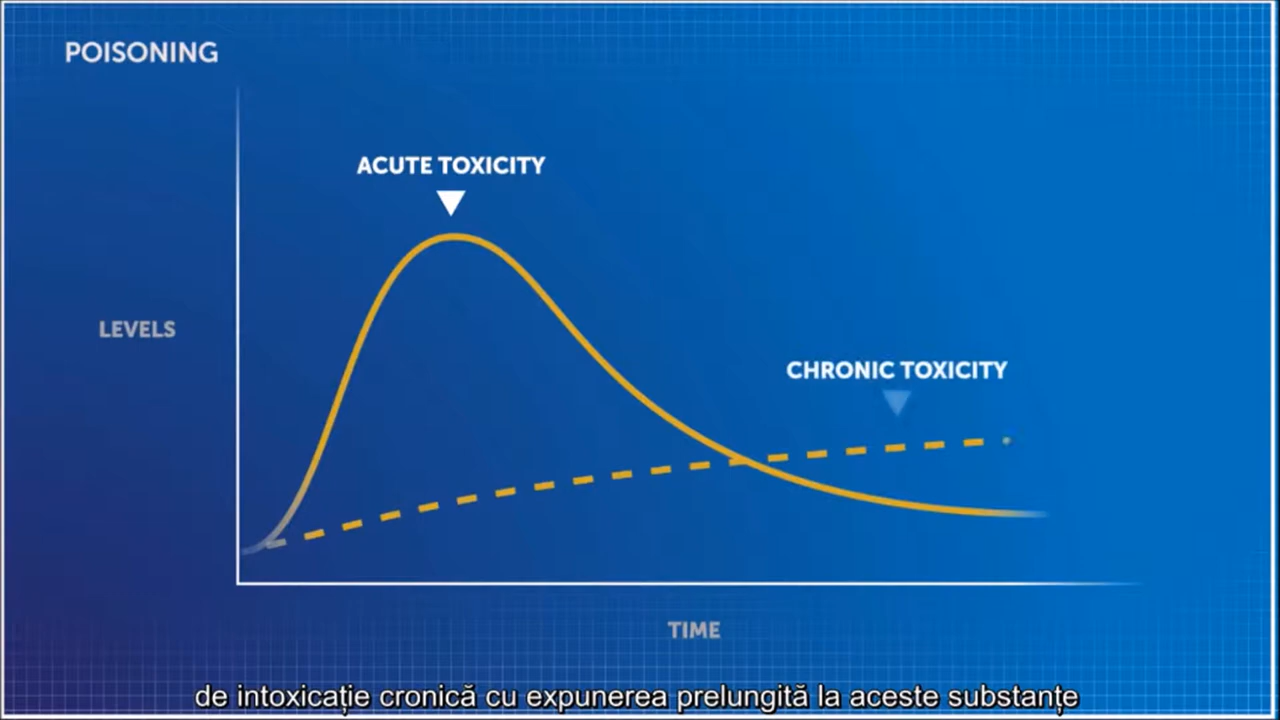 POISONING
ACUTE TOXICITY
LEVELS
CHRONIC TOXICITY
TIME
de intoxicație cronică cu expunerea prelungită la aceste substanțe